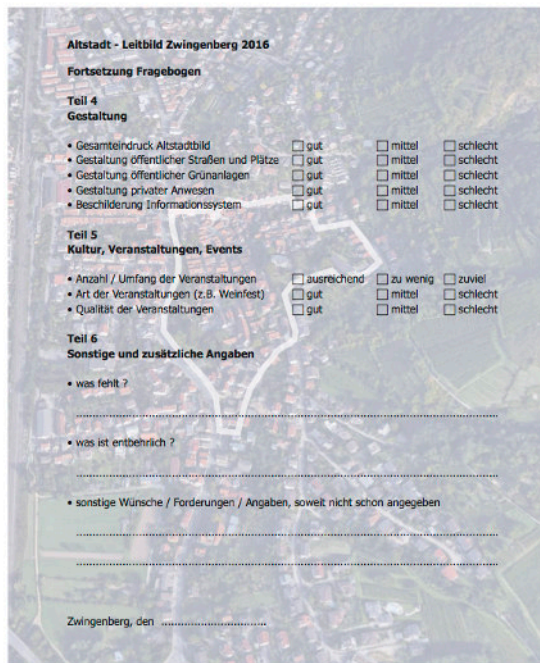 Altstadt - Leitbild Zwingenberg 2016
Fortsetzung Fragebogen
Teil 4
Gestaltung
• Gesamteindruck Altstadtbild ☐ gut ☐ mittel ☐ schlecht
• Gestaltung öffentlicher Straßen und Plätze ☐ gut ☐ mittel ☐ schlecht
• Gestaltung öffentlicher Grünanlagen ☐ gut ☐ mittel ☐ schlecht
• Gestaltung privater Anwesen ☐ gut ☐ mittel ☐ schlecht
• Beschilderung Informationssystem ☐ gut ☐ mittel ☐ schlecht
Teil 5
Kultur, Veranstaltungen, Events
• Anzahl / Umfang der Veranstaltungen ☐ ausreichend ☐ zu wenig ☐ zuviel
• Art der Veranstaltungen (z.B. Weinfest) ☐ gut ☐ mittel ☐ schlecht
• Qualität der Veranstaltungen ☐ gut ☐ mittel ☐ schlecht
Teil 6
Sonstige und zusätzliche Angaben
• was fehlt ?
• was ist entbehrlich ?
• sonstige Wünsche / Forderungen / Angaben, soweit nicht schon angegeben
Zwingenberg, den ................................